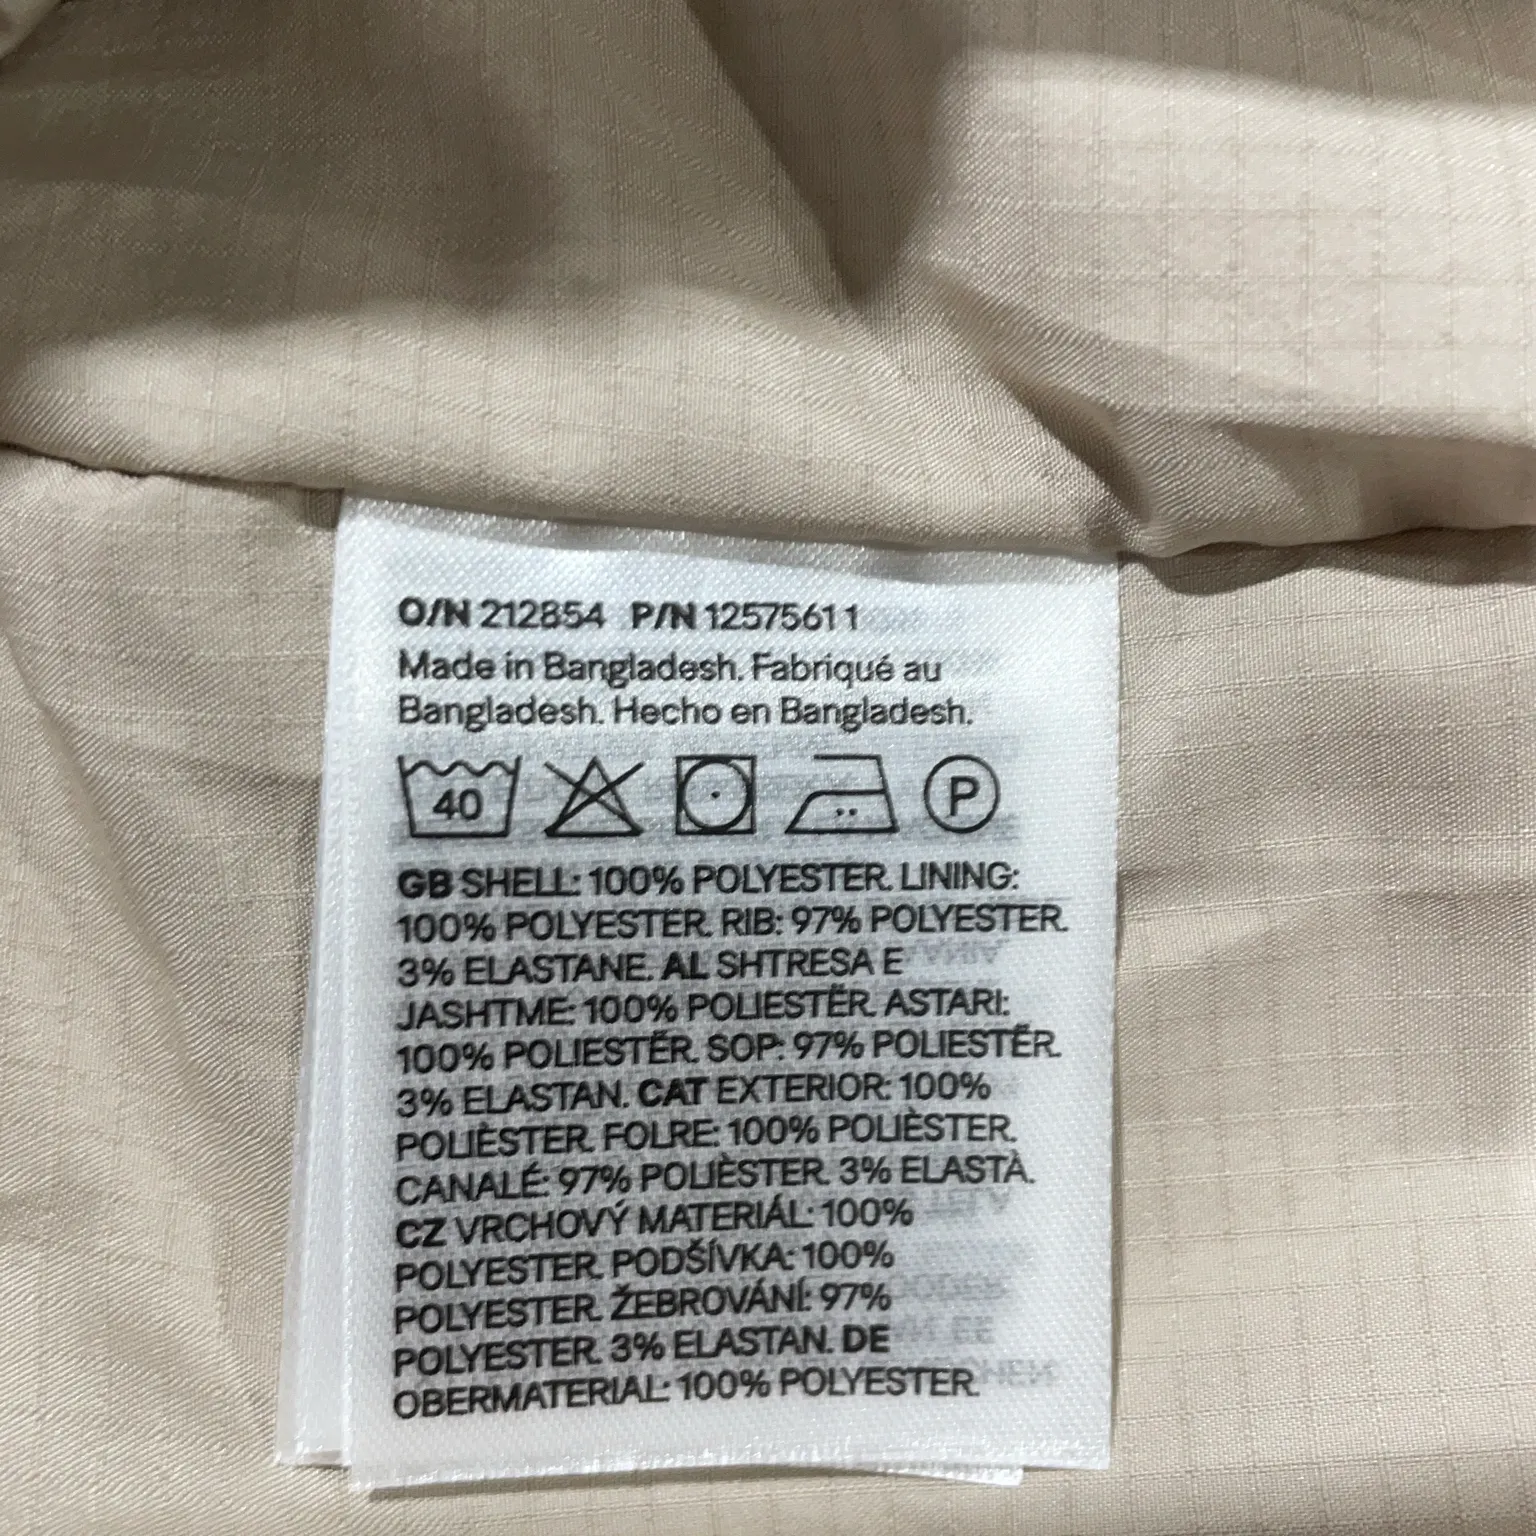 O/N 212854 P/N 12575611
Made in Bangladesh. Fabriqué au
Bangladesh. Hecho en Bangladesh.
40 P
GB SHELL: 100% POLYESTER. LINING:
100% POLYESTER. RIB: 97% POLYESTER.
3% ELASTANE. AL SHTRESA E
JASHTME: 100% POLIESTËR. ASTARI:
100% POLIESTËR. SOP: 97% POLIESTËR.
3% ELASTAN. CAT EXTERIOR: 100%
POLIÈSTER. FOLRE: 100% POLIÈSTER.
CANALÉ: 97% POLIÈSTER. 3% ELASTÀ.
CZ VRCHOVÝ MATERIÁL: 100%
POLYESTER. PODŠÍVKA: 100%
POLYESTER. ŽEBROVÁNÍ: 97%
POLYESTER. 3% ELASTAN. DE
OBERMATERIAL: 100% POLYESTER.